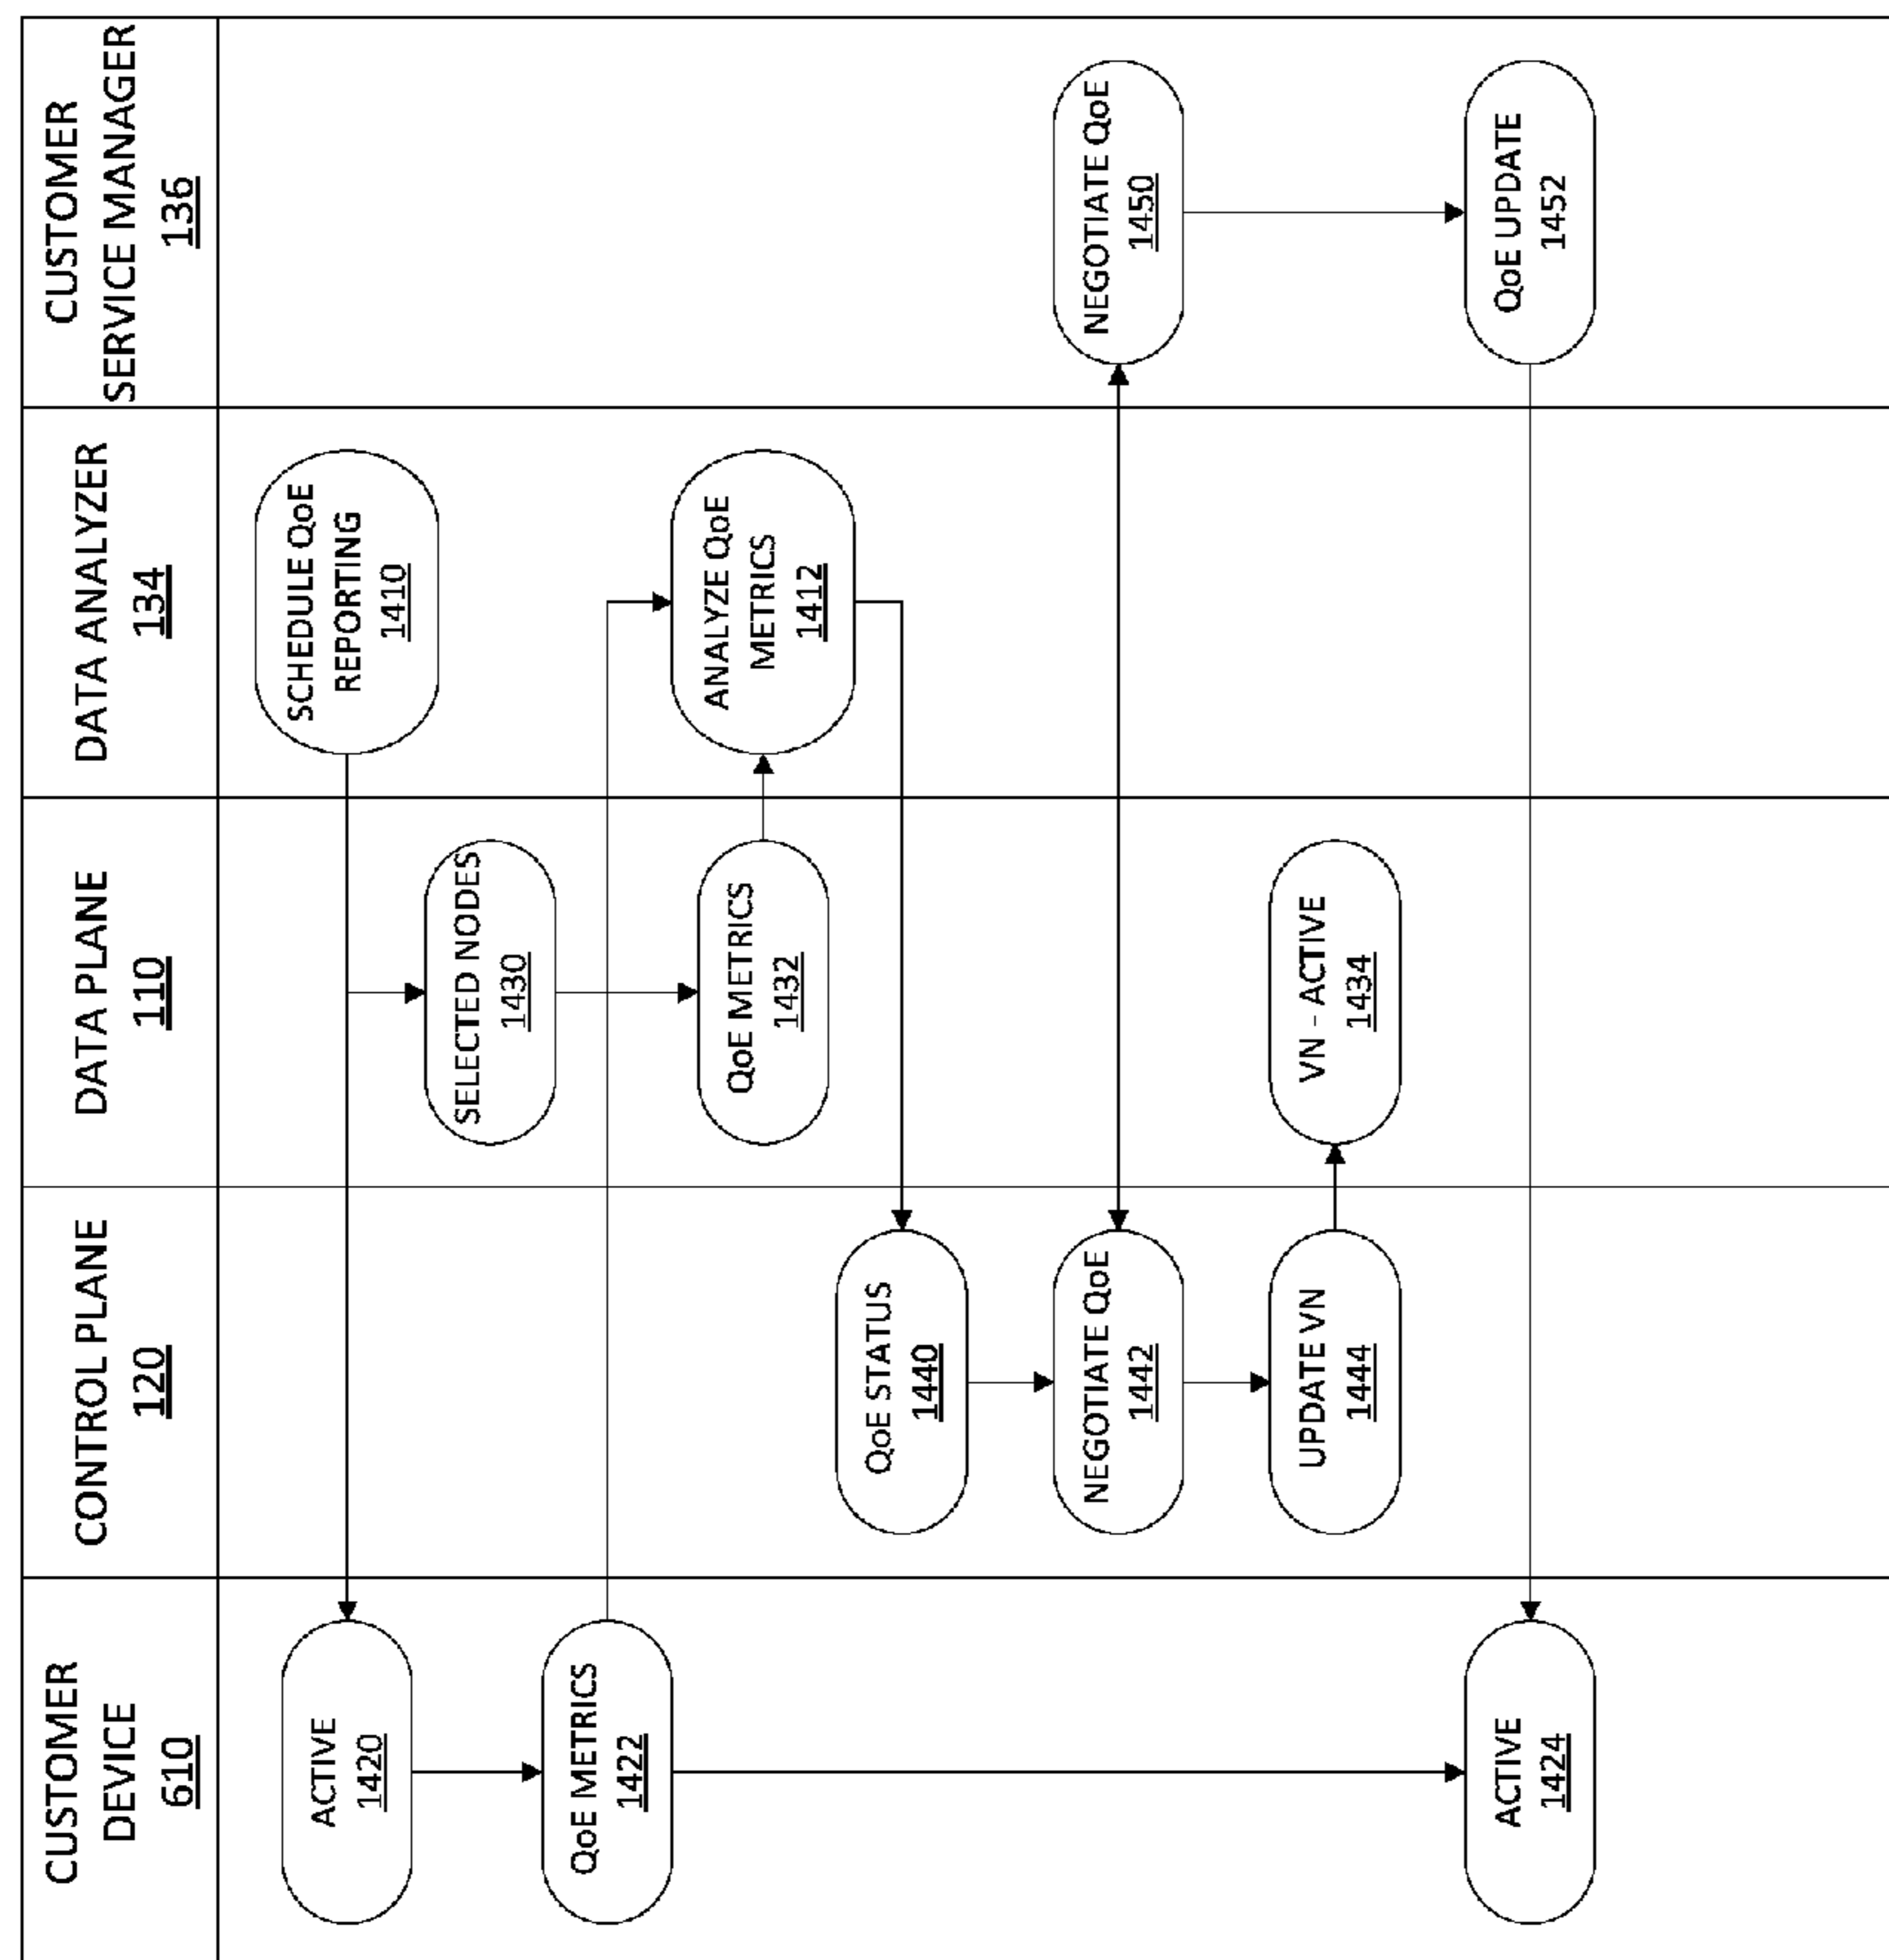 CUSTOMER
DEVICE
610
CONTROL PLANE
120
DATA PLANE
110
DATA ANALYZER
134
CUSTOMER
SERVICE MANAGER
136
ACTIVE
1420
SCHEDULE QoE
REPORTING
1410
SELECTED NODES
1430
QoE METRICS
1422
QoE METRICS
1432
ANALYZE QoE
METRICS
1412
QoE STATUS
1440
NEGOTIATE QoE
1442
NEGOTIATE QoE
1450
UPDATE VN
1444
VN - ACTIVE
1434
ACTIVE
1424
QoE UPDATE
1452